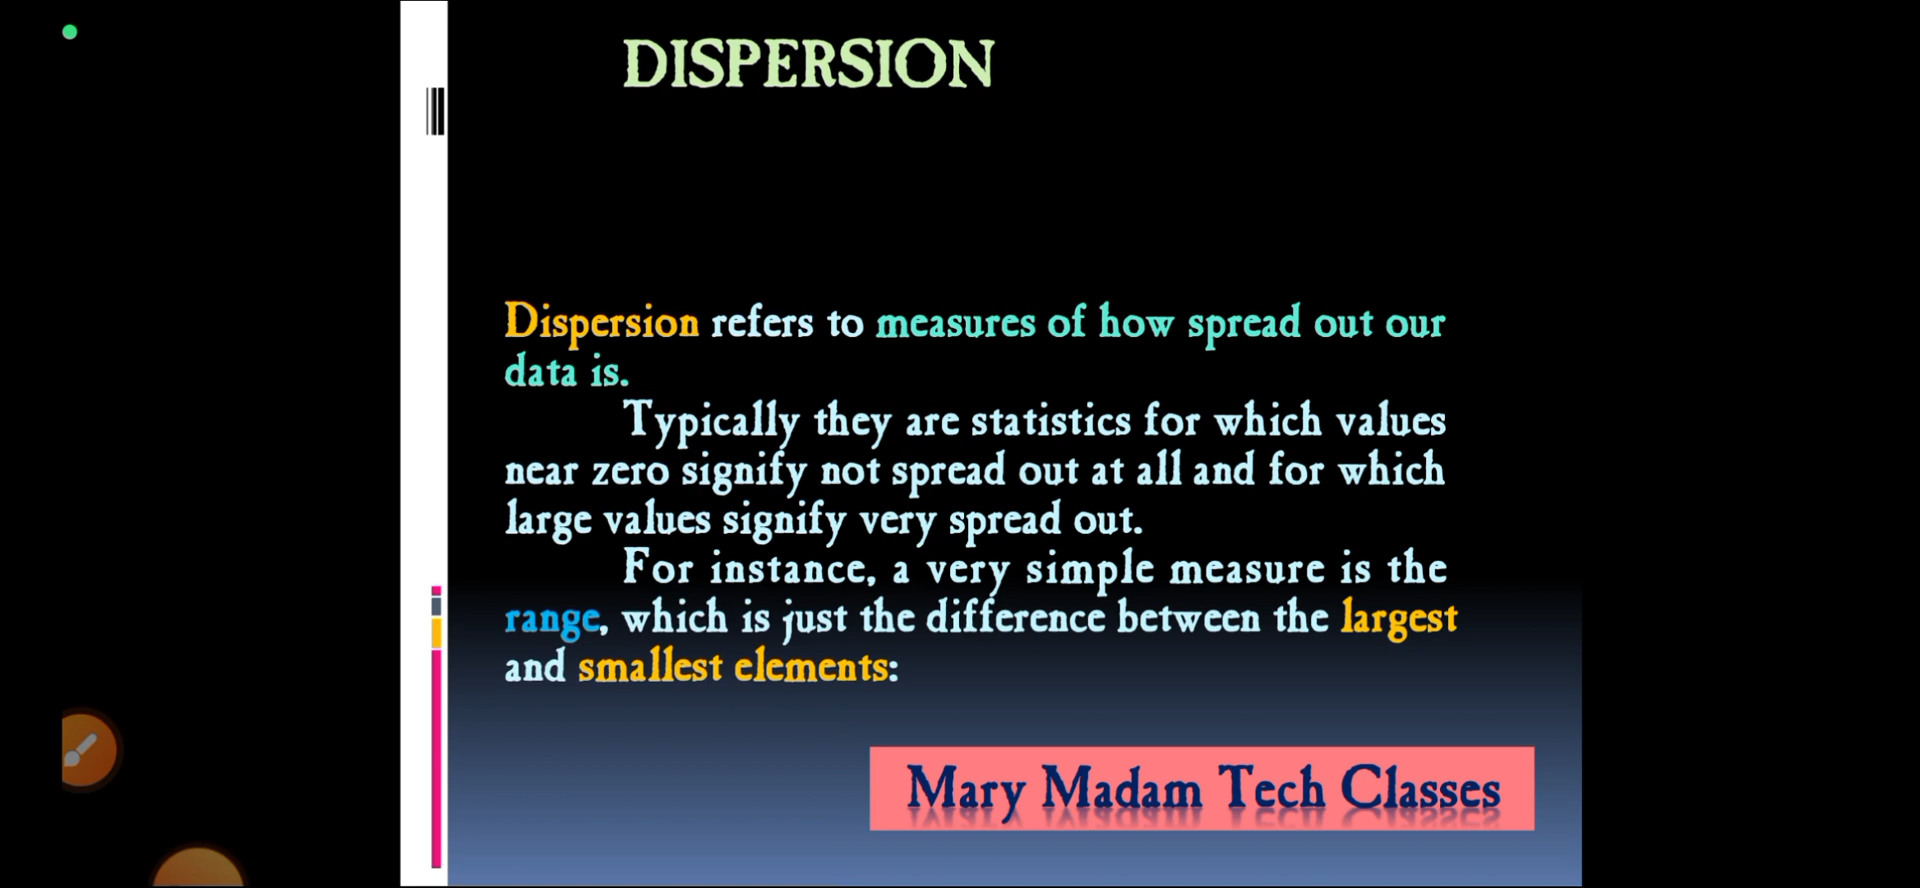 DISPERSION
Dispersion refers to measures of how spread out our
data is.
Typically they are statistics for which values
near zero signify not spread out at all and for which
large values signify very spread out.
For instance, a very simple measure is the
range, which is just the difference between the largest
and smallest elements:
Mary Madam Tech Classes